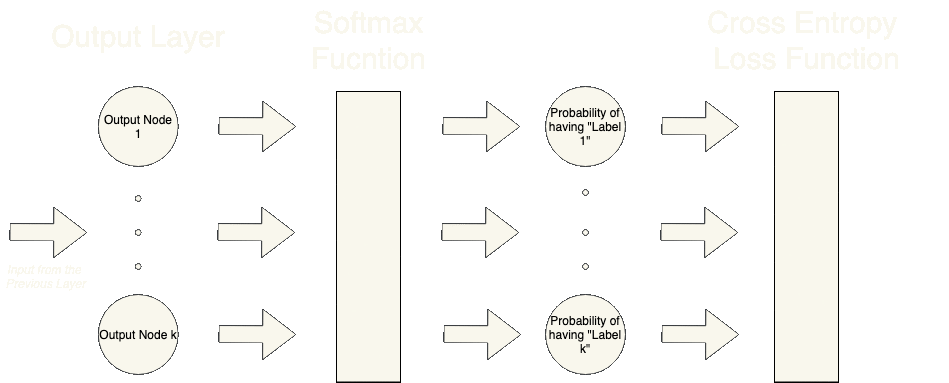 Output Layer
Softmax
Fucntion
Cross Entropy
Loss Function
Output Node
1
Probability of
having "Label
1"
Input from the
Previous Layer
Output Node k
Probability of
having "Label
k"